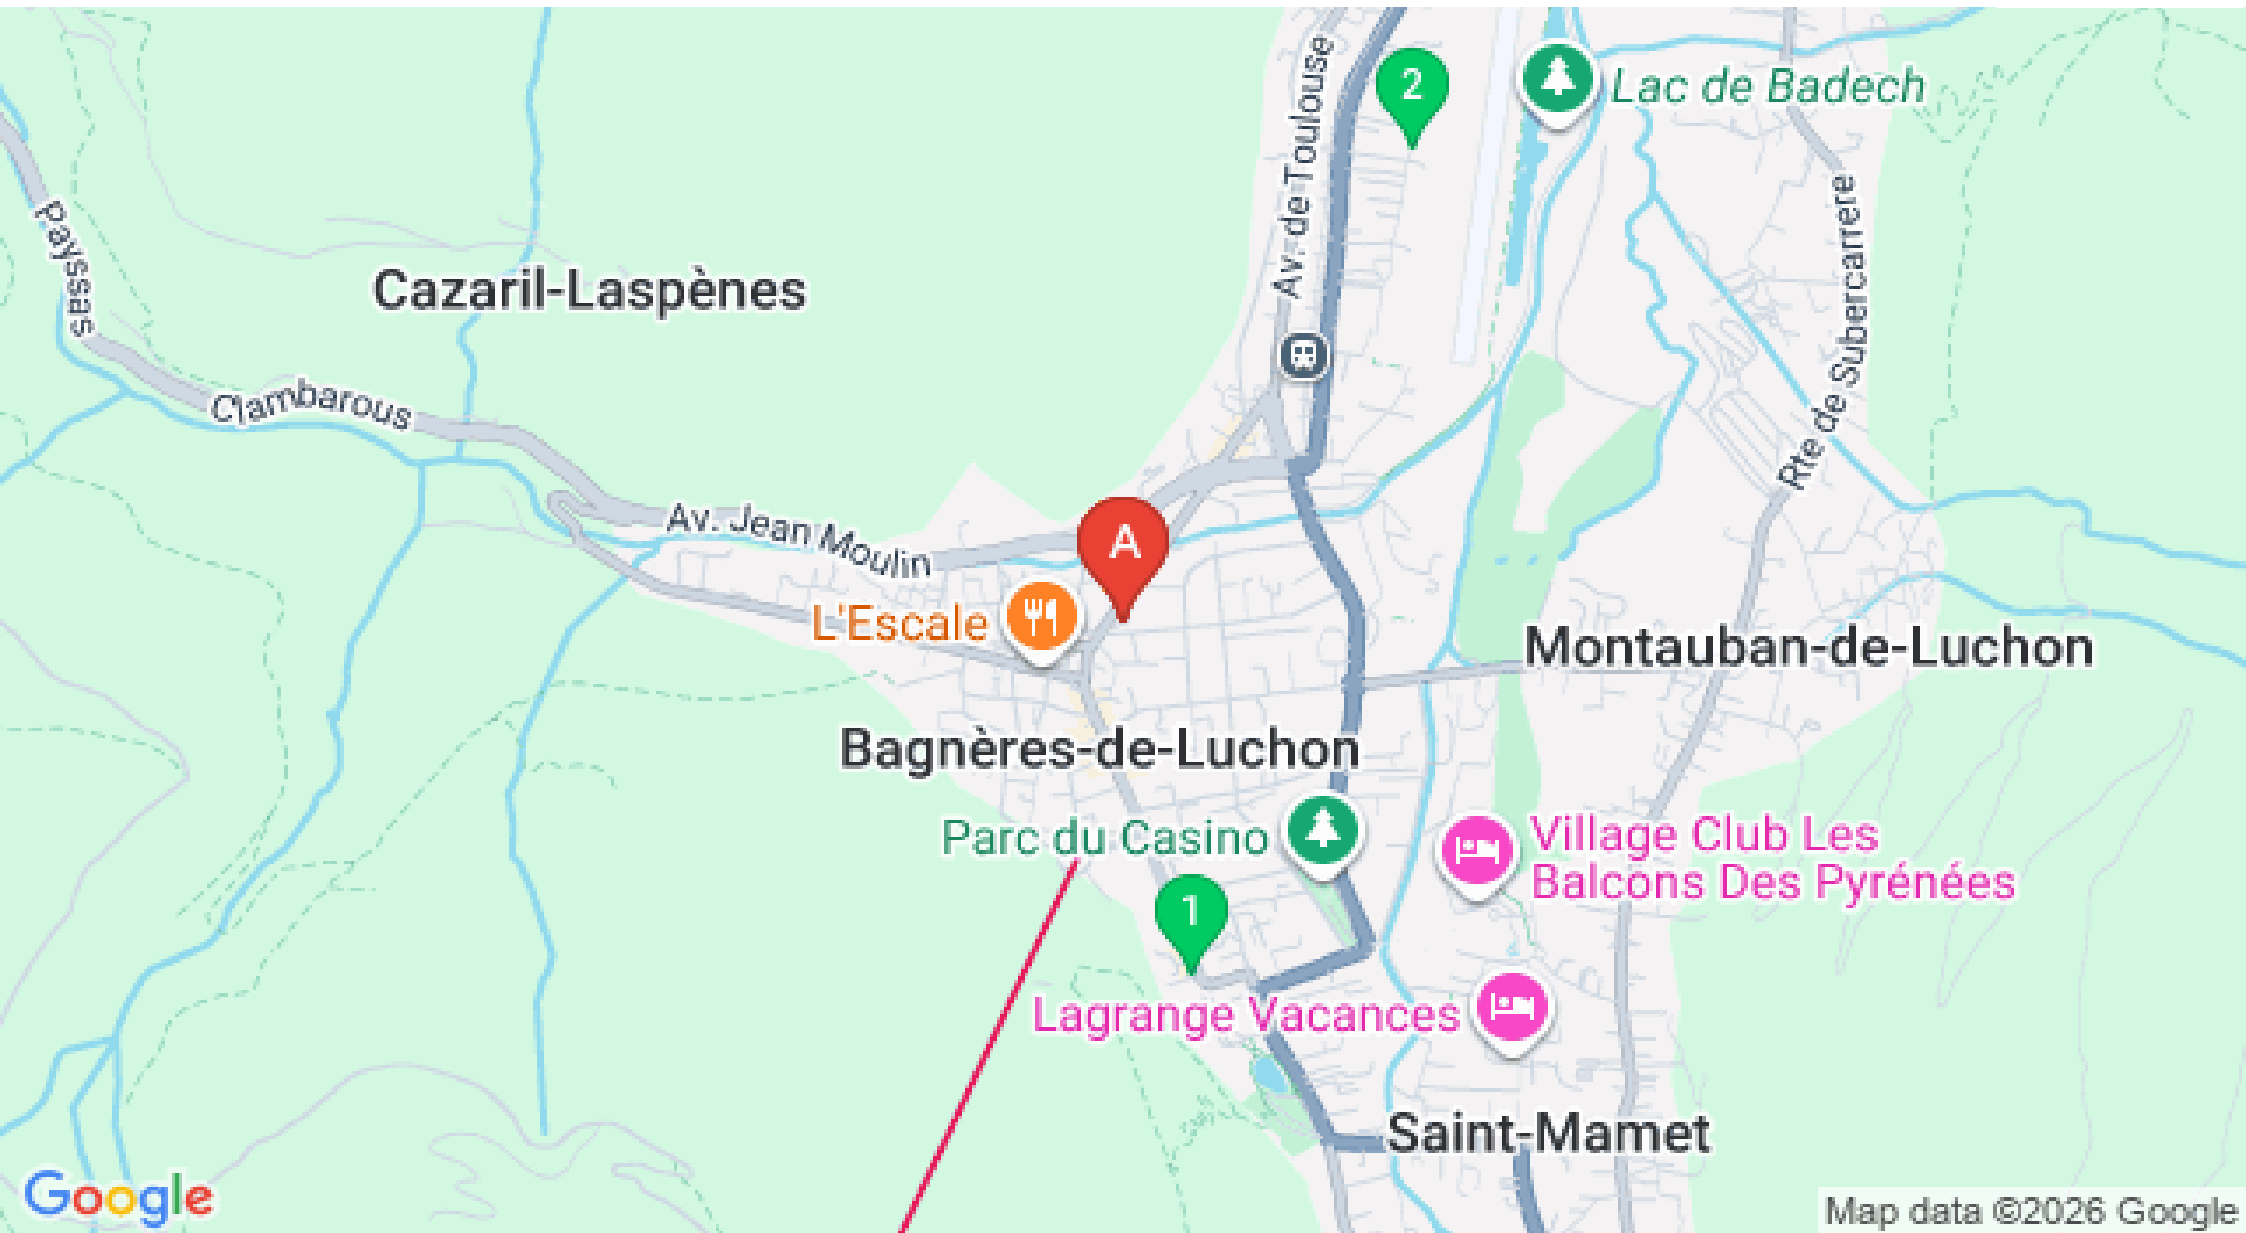 2
Lac de Badech
Av. de Toulouse
Payssas
Rte de Subercarrere
Cazaril-Laspènes
Clambarous
Av. Jean Moulin
A
L'Escale
Montauban-de-Luchon
Bagnères-de-Luchon
Parc du Casino
Village Club Les
Balcons Des Pyrénées
1
Lagrange Vacances
Saint-Mamet
Google
Map data ©2026 Google